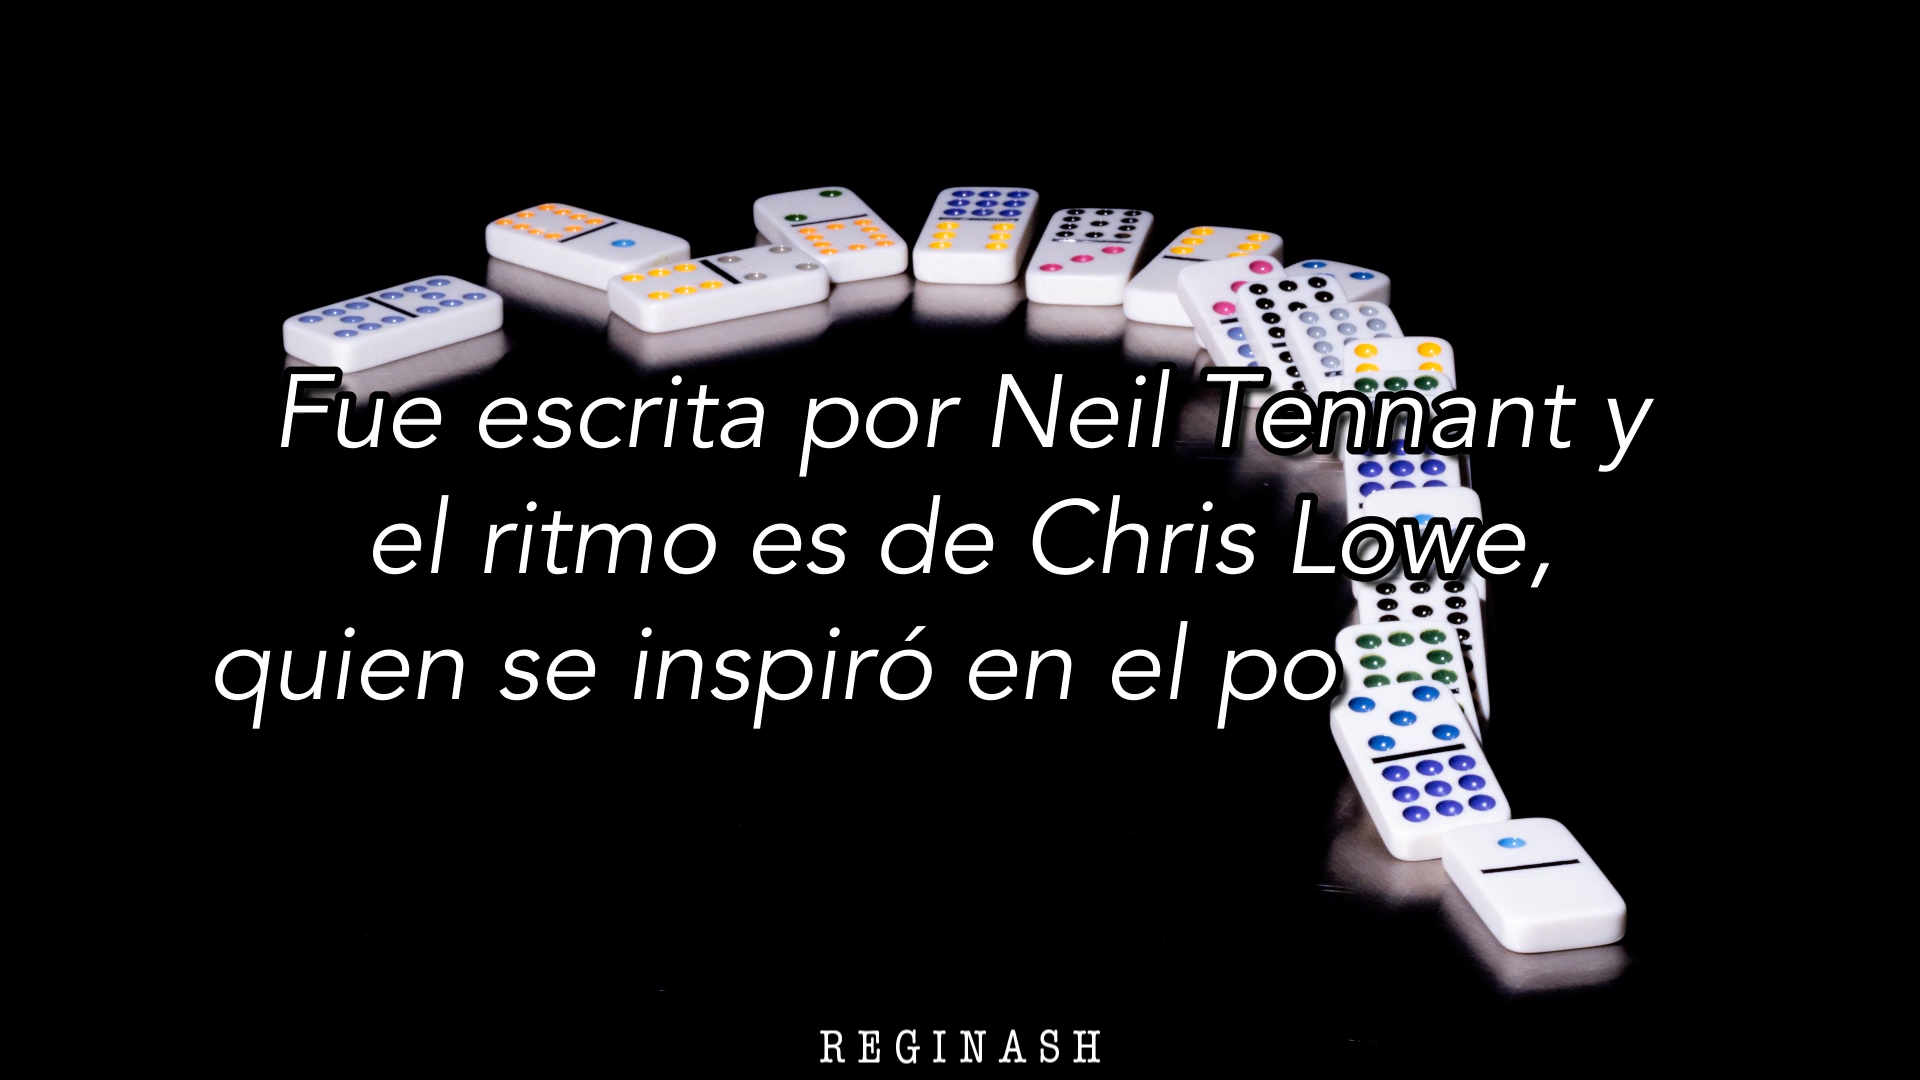 Fue escrita por Neil Tennant y
el ritmo es de Chris Lowe,
quien se inspiró en el po
REGINASH